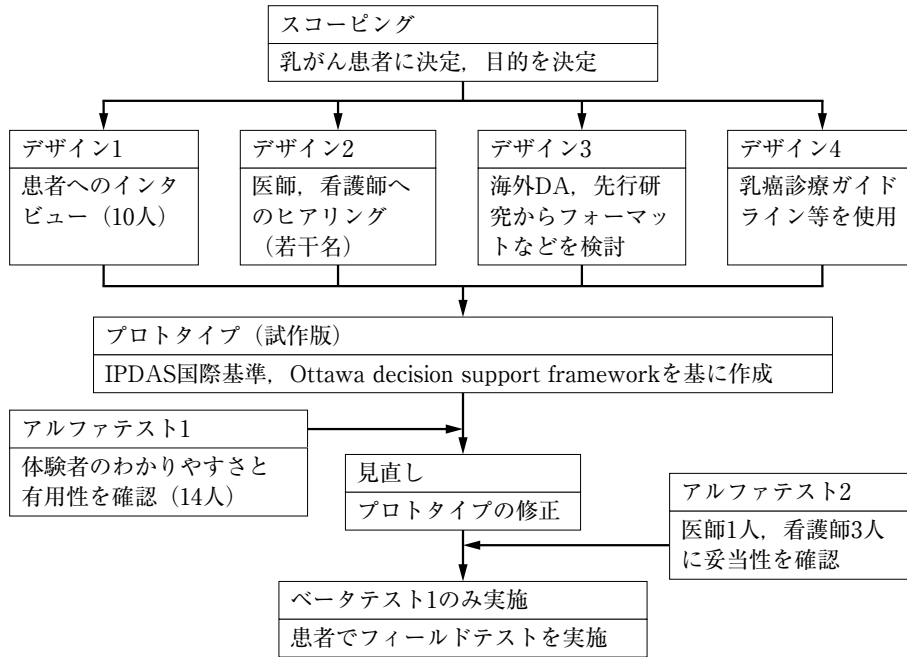 スコーピング
乳がん患者に決定，目的を決定
デザイン1
患者へのインタ
ビュー（10人）
デザイン2
医師，看護師へ
のヒアリング
（若干名）
デザイン3
海外DA，先行研
究からフォーマッ
トなどを検討
デザイン4
乳癌診療ガイド
ライン等を使用
プロトタイプ（試作版）
IPDAS国際基準，Ottawa decision support frameworkを基に作成
アルファテスト1
体験者のわかりやすさと
有用性を確認（14人）
見直し
プロトタイプの修正
アルファテスト2
医師1人，看護師3人
に妥当性を確認
ベータテスト1のみ実施
患者でフィールドテストを実施